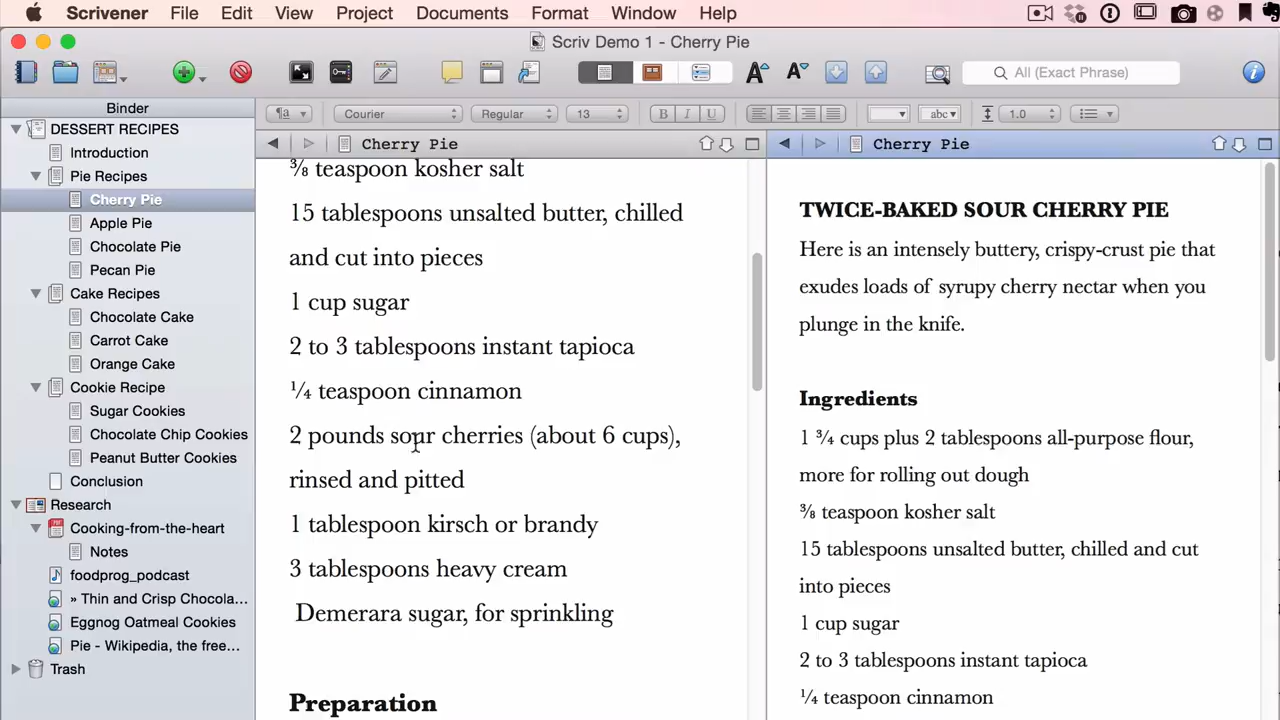 Scrivener File Edit View Project Documents Format Window Help
Scriv Demo 1 - Cherry Pie
All (Exact Phrase)
Binder
Courier Regular 13 B I U abc 1.0
DESSERT RECIPES
Introduction
Pie Recipes
Cherry Pie
Apple Pie
Chocolate Pie
Pecan Pie
Cake Recipes
Chocolate Cake
Carrot Cake
Orange Cake
Cookie Recipe
Sugar Cookies
Chocolate Chip Cookies
Peanut Butter Cookies
Conclusion
Research
Cooking-from-the-heart
Notes
foodprog_podcast
» Thin and Crisp Chocola...
Eggnog Oatmeal Cookies
Pie - Wikipedia, the free...
Trash
Cherry Pie
⅜ teaspoon kosher salt
15 tablespoons unsalted butter, chilled
and cut into pieces
1 cup sugar
2 to 3 tablespoons instant tapioca
¼ teaspoon cinnamon
2 pounds sour cherries (about 6 cups),
rinsed and pitted
1 tablespoon kirsch or brandy
3 tablespoons heavy cream
Demerara sugar, for sprinkling
Preparation
Cherry Pie
TWICE-BAKED SOUR CHERRY PIE
Here is an intensely buttery, crispy-crust pie that
exudes loads of syrupy cherry nectar when you
plunge in the knife.
Ingredients
1 ¾ cups plus 2 tablespoons all-purpose flour,
more for rolling out dough
⅜ teaspoon kosher salt
15 tablespoons unsalted butter, chilled and cut
into pieces
1 cup sugar
2 to 3 tablespoons instant tapioca
¼ teaspoon cinnamon